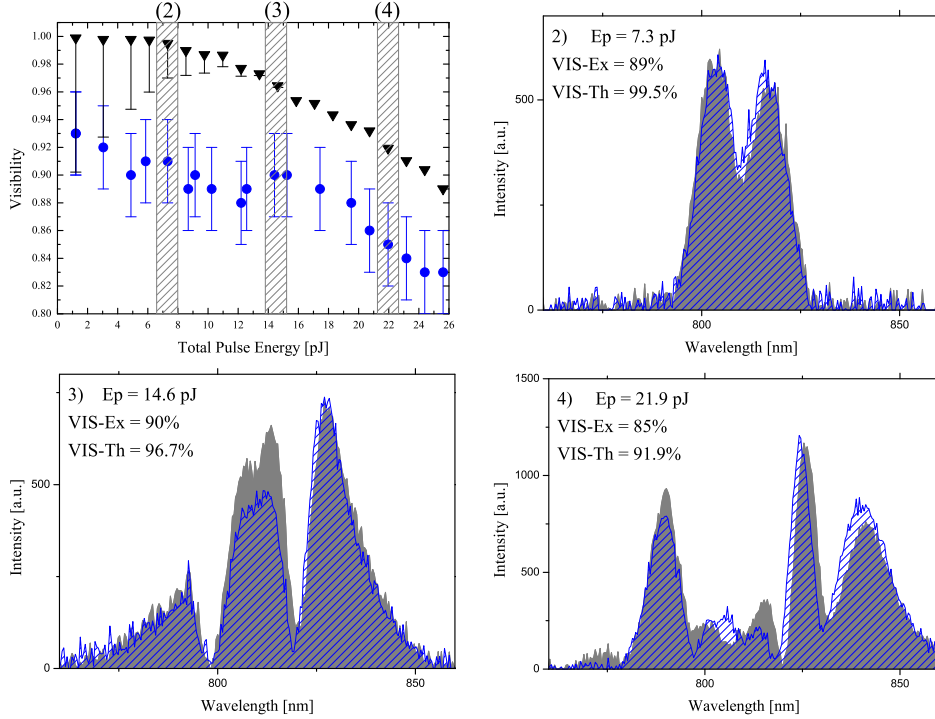 (2) (3) (4)
1.00
0.98
0.96
0.94
0.92
0.90
0.88
0.86
0.84
0.82
0.80
Visibility
0 2 4 6 8 10 12 14 16 18 20 22 24 26
Total Pulse Energy [pJ]
2) Ep = 7.3 pJ
VIS-Ex = 89%
VIS-Th = 99.5%
500
0
Intensity [a.u.]
800 850
Wavelength [nm]
3) Ep = 14.6 pJ
VIS-Ex = 90%
VIS-Th = 96.7%
500
0
Intensity [a.u.]
800 850
Wavelength [nm]
4) Ep = 21.9 pJ
VIS-Ex = 85%
VIS-Th = 91.9%
1500
1000
500
0
Intensity [a.u.]
800 850
Wavelength [nm]